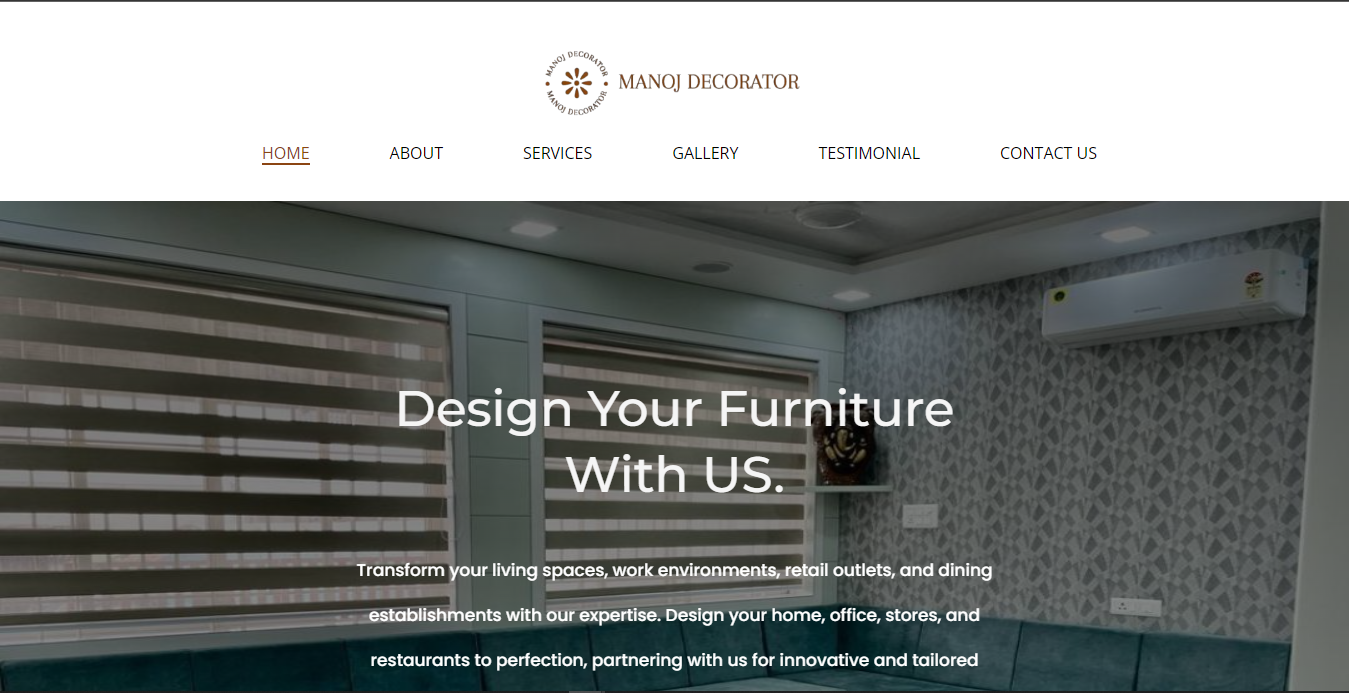 MANOJ DECORATOR
MANOJ DECORATOR
MANOJ DECORATOR
HOME
ABOUT
SERVICES
GALLERY
TESTIMONIAL
CONTACT US
Design Your Furniture
With US.
Transform your living spaces, work environments, retail outlets, and dining
establishments with our expertise. Design your home, office, stores, and
restaurants to perfection, partnering with us for innovative and tailored